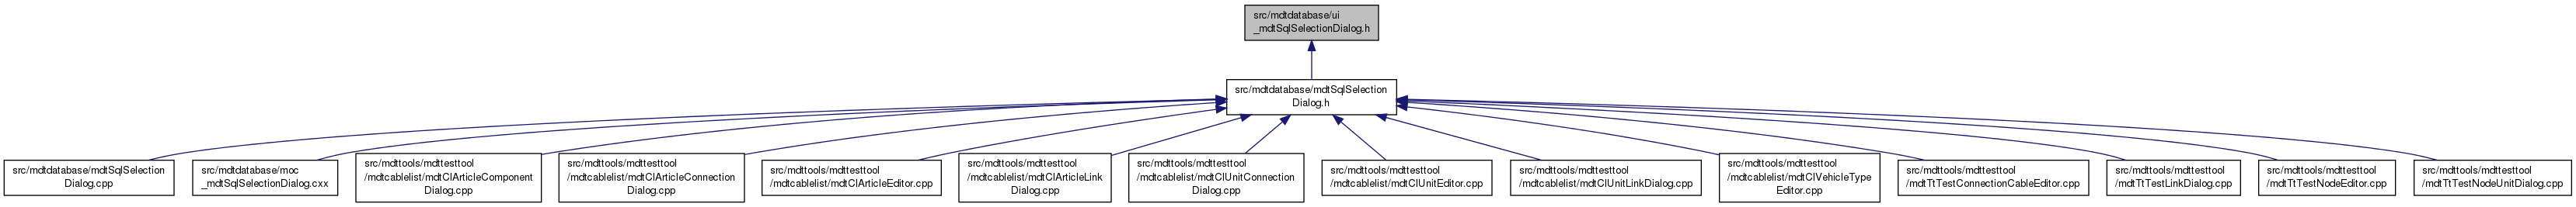 src/mdtdatabase/ui
_mdtSqlSelectionDialog.h
src/mdtdatabase/mdtSqlSelection
Dialog.h
src/mdtdatabase/mdtSqlSelection
Dialog.cpp
src/mdtdatabase/moc
_mdtSqlSelectionDialog.cxx
src/mdttools/mdttesttool
/mdtcablelist/mdtClArticleComponent
Dialog.cpp
src/mdttools/mdttesttool
/mdtcablelist/mdtClArticleConnection
Dialog.cpp
src/mdttools/mdttesttool
/mdtcablelist/mdtClArticleEditor.cpp
src/mdttools/mdttesttool
/mdtcablelist/mdtClArticleLink
Dialog.cpp
src/mdttools/mdttesttool
/mdtcablelist/mdtClUnitConnection
Dialog.cpp
src/mdttools/mdttesttool
/mdtcablelist/mdtClUnitEditor.cpp
src/mdttools/mdttesttool
/mdtcablelist/mdtClUnitLinkDialog.cpp
src/mdttools/mdttesttool
/mdtcablelist/mdtClVehicleType
Editor.cpp
src/mdttools/mdttesttool
/mdtTtTestConnectionCableEditor.cpp
src/mdttools/mdttesttool
/mdtTtTestLinkDialog.cpp
src/mdttools/mdttesttool
/mdtTtTestNodeEditor.cpp
src/mdttools/mdttesttool
/mdtTtTestNodeUnitDialog.cpp